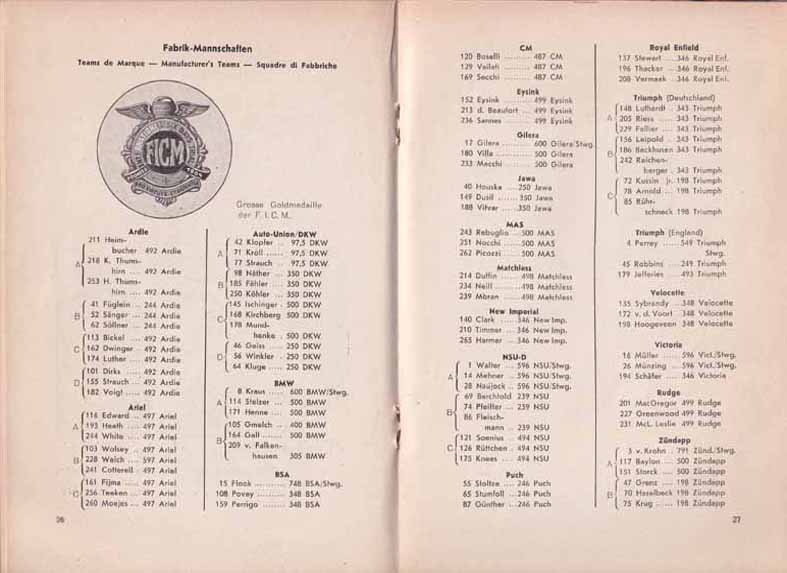 Fabrik-Mannschaften
Teams de Marque — Manufacturer's Teams — Squadre di Fabbriche
FICM
Grosse Goldmedaille
der F. I. C. M.
Ardie
211 Heim-
bucher 492 Ardie
A 218 K. Thums-
hirn .... 492 Ardie
253 H. Thums-
hirn .... 492 Ardie
41 Füglein .. 244 Ardie
B 52 Sänger ... 244 Ardie
62 Söllner ... 244 Ardie
113 Bickel .... 492 Ardie
C 162 Dwinger .. 492 Ardie
174 Luther .... 492 Ardie
101 Dirks ..... 492 Ardie
D 155 Strauch ... 492 Ardie
182 Voigt ..... 492 Ardie
Ariel
116 Edward .. 497 Ariel
A 193 Heath .... 497 Ariel
244 White .... 497 Ariel
103 Wolsey .. 497 Ariel
B 228 Walch .... 597 Ariel
241 Cotterell . 497 Ariel
161 Fijma ..... 497 Ariel
C 256 Teeken ... 497 Ariel
260 Moejes ... 497 Ariel
26
Auto-Union/DKW
42 Klopfer .. 97,5 DKW
A 71 Kröll ..... 97,5 DKW
77 Strauch .. 97,5 DKW
98 Näther ... 350 DKW
B 185 Fähler ... 350 DKW
250 Köhler ... 350 DKW
145 Ischinger . 500 DKW
C 168 Kirchberg 500 DKW
178 Mund-
henke . 500 DKW
46 Geiss .... 250 DKW
D 56 Winkler . 250 DKW
64 Kluge .... 250 DKW
BMW
8 Kraus ..... 600 BMW/Stwg.
A 114 Stelzer ... 500 BMW
171 Henne .... 500 BMW
105 Gmelch .. 400 BMW
B 164 Gall ...... 500 BMW
209 v. Falken-
hausen 305 BMW
BSA
15 Flook .......... 748 BSA/Stwg.
108 Povey ......... 348 BSA
159 Perrigo ........ 348 BSA
CM
120 Boselli ......... 487 CM
129 Vailati ......... 487 CM
169 Secchi ......... 487 CM
Eysink
152 Eysink ......... 499 Eysink
213 d. Beaufort ... 499 Eysink
236 Sannes ........ 499 Eysink
Gilera
17 Gilera .......... 600 Gilera/Stwg.
180 Villa ........... 500 Gilera
233 Macchi ........ 500 Gilera
Jawa
40 Houska .... 250 Jawa
149 Dusil ....... 350 Jawa
188 Vitvar ..... 350 Jawa
MAS
243 Rebuglio ... 500 MAS
251 Nocchi ...... 500 MAS
262 Picozzi ..... 500 MAS
Matchless
214 Duffin ..... 498 Matchless
234 Neill ....... 498 Matchless
239 Mbran ..... 498 Matchless
New Imperial
140 Clark ..... 346 New Imp.
210 Timmer ... 346 New Imp.
265 Harmer ... 346 New Imp.
NSU-D
1 Walter ... 596 NSU/Stwg.
A 14 Mehner .. 596 NSU/Stwg.
28 Naujock .. 596 NSU/Stwg.
69 Berchtold 239 NSU
B 74 Pfeiffer ... 239 NSU
86 Fleisch-
mann .. 239 NSU
121 Soenius .. 494 NSU
C 126 Rüttchen . 494 NSU
175 Knees .... 494 NSU
Puch
55 Stoltze .... 246 Puch
65 Stumfoll ... 246 Puch
87 Günther ... 246 Puch
Royal Enfield
137 Stewart .... 346 Royal Enf.
196 Thacker ... 346 Royal Enf.
208 Vermaak .. 346 Royal Enf.
Triumph (Deutschland)
148 Lutherdt . 343 Triumph
A 205 Riess ..... 343 Triumph
229 Feller .... 343 Triumph
156 Leipold .. 343 Triumph
B 186 Beckhusen 343 Triumph
242 Reichen-
berger . 343 Triumph
72 Kussin jr. 198 Triumph
C 78 Arnold ... 198 Triumph
85 Rühr-
schneck 198 Triumph
Triumph (England)
4 Perrey ...... 549 Triumph
Stwg.
45 Robbins .... 249 Triumph
179 Jefferies .... 493 Triumph
Velocette
135 Sybrandy ... 348 Velocette
172 v. d. Voort . 348 Velocette
198 Hoogeveen 348 Velocette
Victoria
16 Müller ..... 596 Vict./Stwg.
26 Münzing ... 596 Vict./Stwg.
194 Schäfer .... 346 Victoria
Rudge
201 MacGregor 499 Rudge
227 Greenwood 499 Rudge
231 McL. Leslie 499 Rudge
Zündapp
3 v. Krohn .. 791 Zünd./Stwg.
A 117 Baylon .... 500 Zündapp
151 Storck .... 500 Zündapp
47 Grenz .... 198 Zündapp
B 70 Haselbeck 198 Zündapp
75 Krug ..... 198 Zündapp
27